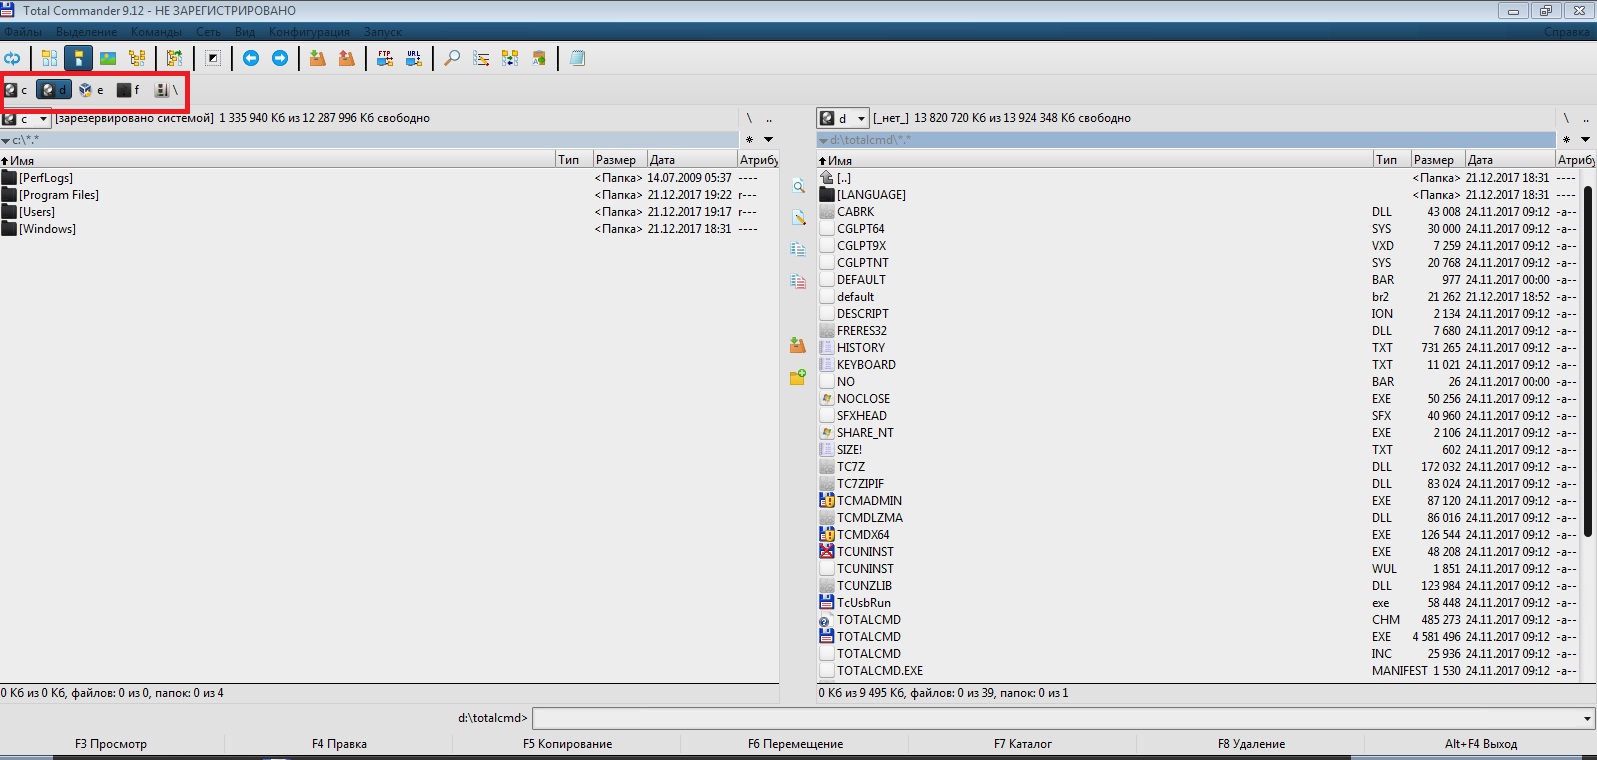 Total Commander 9.12 - НЕ ЗАРЕГИСТРИРОВАНО
Файлы Выделение Команды Сеть Вид Конфигурация Запуск Справка
FTP URL
c d e f \
c [зарезервировано системой] 1 335 940 Кб из 12 287 996 Кб свободно \ ..
c:\*.* *
Имя Тип Размер Дата Атрибу
[PerfLogs] <Папка> 14.07.2009 05:37 ----
[Program Files] <Папка> 21.12.2017 19:22 r---
[Users] <Папка> 21.12.2017 19:17 r---
[Windows] <Папка> 21.12.2017 18:31 ----
0 Кб из 0 Кб, файлов: 0 из 0, папок: 0 из 4
d [_нет_] 13 820 720 Кб из 13 924 348 Кб свободно \ ..
d:\totalcmd\*.* *
Имя Тип Размер Дата Атрибу
[..] <Папка> 21.12.2017 18:31 ----
[LANGUAGE] <Папка> 21.12.2017 18:31 ----
CABRK DLL 43 008 24.11.2017 09:12 -a--
CGLPT64 SYS 30 000 24.11.2017 09:12 -a--
CGLPT9X VXD 7 259 24.11.2017 09:12 -a--
CGLPTNT SYS 20 768 24.11.2017 09:12 -a--
DEFAULT BAR 977 24.11.2017 00:00 -a--
default br2 21 262 21.12.2017 18:52 -a--
DESCRIPT ION 2 134 24.11.2017 09:12 -a--
FRERES32 DLL 7 680 24.11.2017 09:12 -a--
HISTORY TXT 731 265 24.11.2017 09:12 -a--
KEYBOARD TXT 11 021 24.11.2017 09:12 -a--
NO BAR 26 24.11.2017 00:00 -a--
NOCLOSE EXE 50 256 24.11.2017 09:12 -a--
SFXHEAD SFX 40 960 24.11.2017 09:12 -a--
SHARE_NT EXE 2 106 24.11.2017 09:12 -a--
SIZE! TXT 602 24.11.2017 09:12 -a--
TC7Z DLL 172 032 24.11.2017 09:12 -a--
TC7ZIPIF DLL 83 024 24.11.2017 09:12 -a--
TCMADMIN EXE 87 120 24.11.2017 09:12 -a--
TCMDLZMA DLL 86 016 24.11.2017 09:12 -a--
TCMDX64 EXE 126 544 24.11.2017 09:12 -a--
TCUNINST EXE 48 208 24.11.2017 09:12 -a--
TCUNINST WUL 1 851 24.11.2017 09:12 -a--
TCUNZLIB DLL 123 984 24.11.2017 09:12 -a--
TcUsbRun exe 58 448 24.11.2017 09:12 -a--
TOTALCMD CHM 485 273 24.11.2017 09:12 -a--
TOTALCMD EXE 4 581 496 24.11.2017 09:12 -a--
TOTALCMD INC 25 936 24.11.2017 09:12 -a--
TOTALCMD.EXE MANIFEST 1 530 24.11.2017 09:12 -a--
0 Кб из 9 495 Кб, файлов: 0 из 39, папок: 0 из 1
d:\totalcmd>
F3 Просмотр F4 Правка F5 Копирование F6 Перемещение F7 Каталог F8 Удаление Alt+F4 Выход